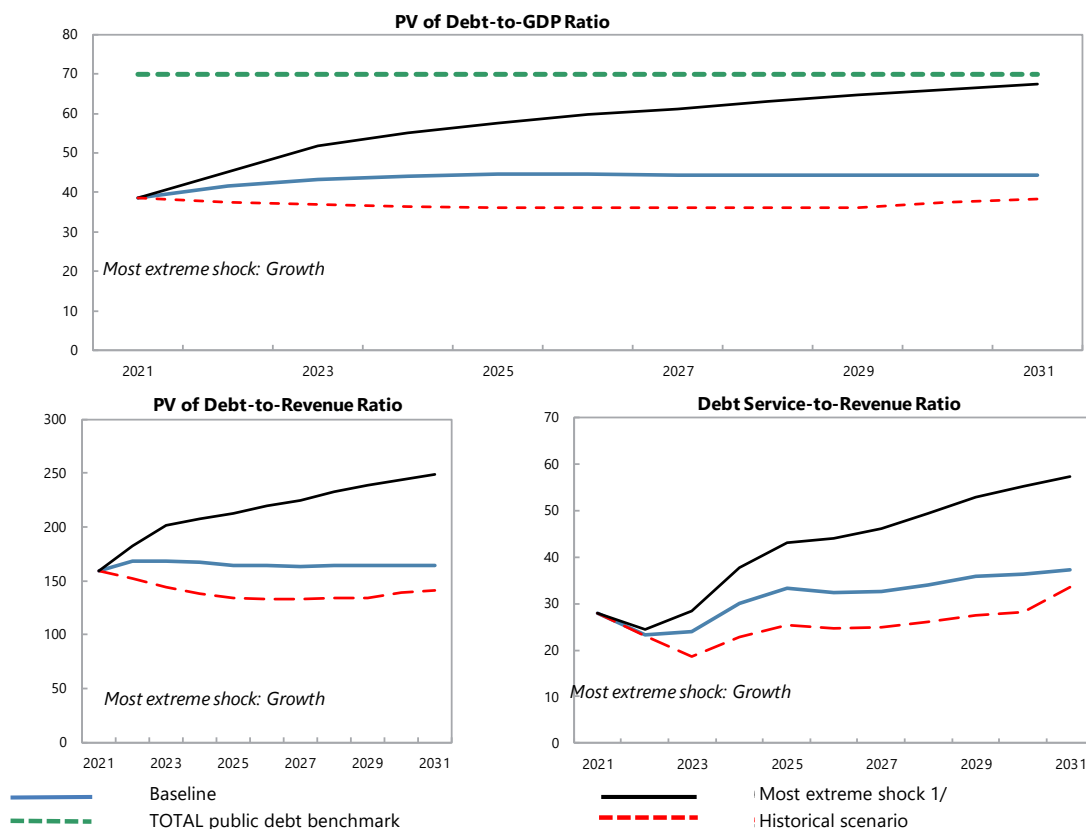 PV of Debt-to-GDP Ratio
80
70
60
50
40
30
20
10
0
Most extreme shock: Growth
2021 2023 2025 2027 2029 2031
PV of Debt-to-Revenue Ratio
300
250
200
150
100
50
0
Most extreme shock: Growth
2021 2023 2025 2027 2029 2031
Debt Service-to-Revenue Ratio
70
60
50
40
30
20
10
0
Most extreme shock: Growth
2021 2023 2025 2027 2029 2031
Baseline
Most extreme shock 1/
TOTAL public debt benchmark
Historical scenario